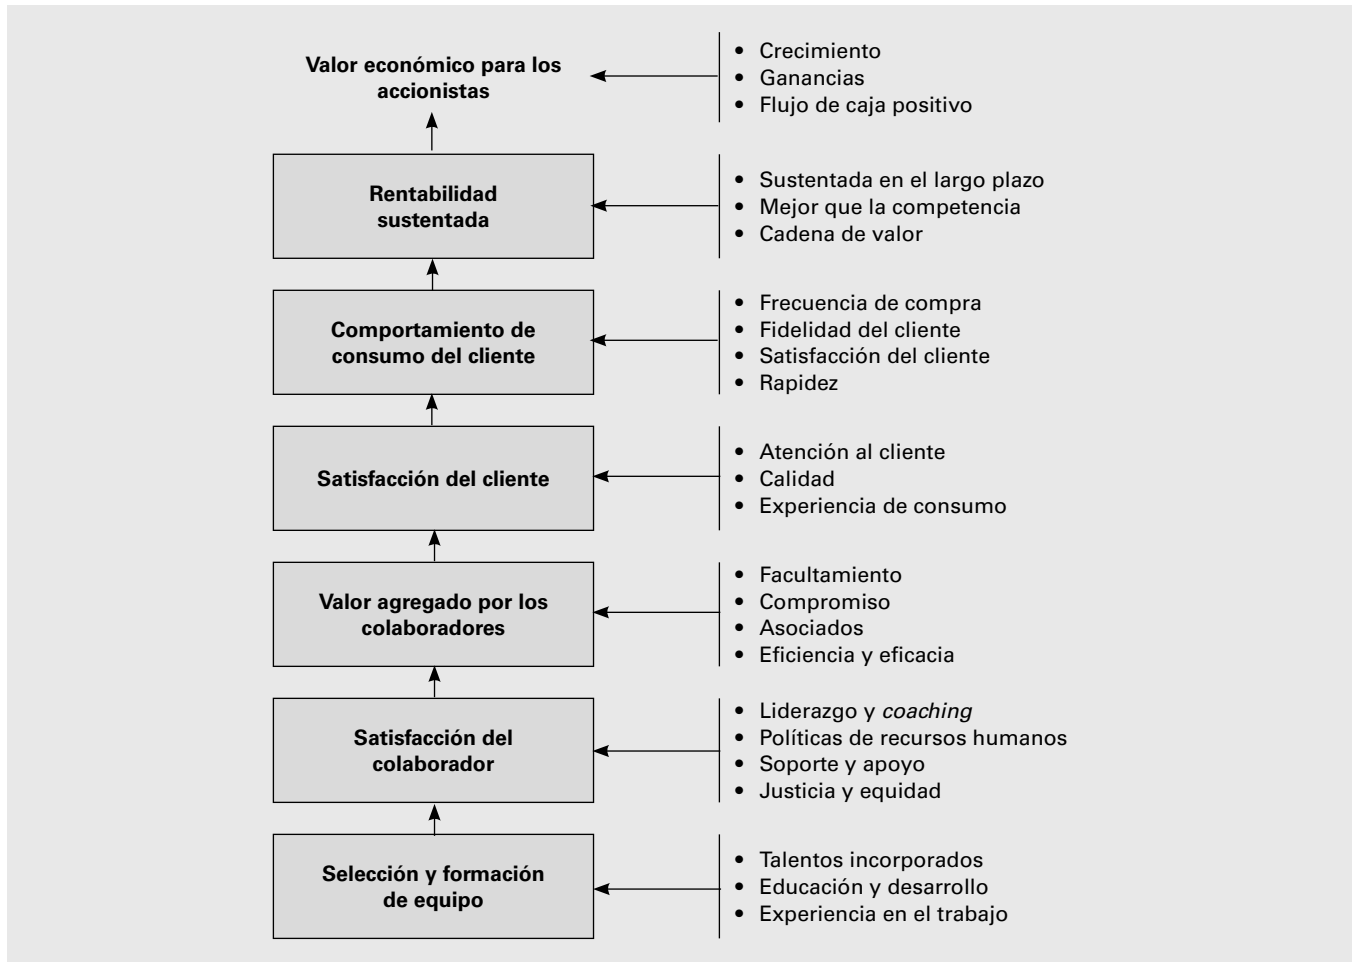 Valor económico para los
accionistas
• Crecimiento
• Ganancias
• Flujo de caja positivo
Rentabilidad
sustentada
• Sustentada en el largo plazo
• Mejor que la competencia
• Cadena de valor
Comportamiento de
consumo del cliente
• Frecuencia de compra
• Fidelidad del cliente
• Satisfacción del cliente
• Rapidez
Satisfacción del cliente
• Atención al cliente
• Calidad
• Experiencia de consumo
Valor agregado por los
colaboradores
• Facultamiento
• Compromiso
• Asociados
• Eficiencia y eficacia
Satisfacción del
colaborador
• Liderazgo y coaching
• Políticas de recursos humanos
• Soporte y apoyo
• Justicia y equidad
Selección y formación
de equipo
• Talentos incorporados
• Educación y desarrollo
• Experiencia en el trabajo